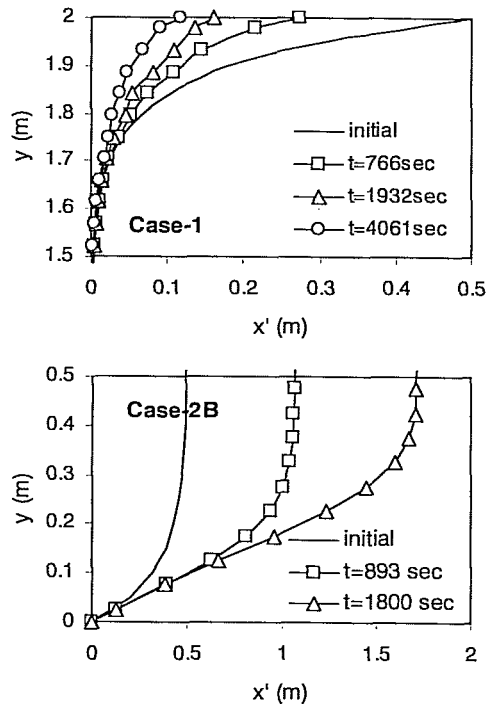 2
1.9
1.8
1.7
1.6
1.5
y (m)
initial
t=766sec
t=1932sec
t=4061sec
Case-1
0 0.1 0.2 0.3 0.4 0.5
x' (m)
0.5
0.4
0.3
0.2
0.1
0
y (m)
Case-2B
initial
t=893 sec
t=1800 sec
0 0.5 1 1.5 2
x' (m)